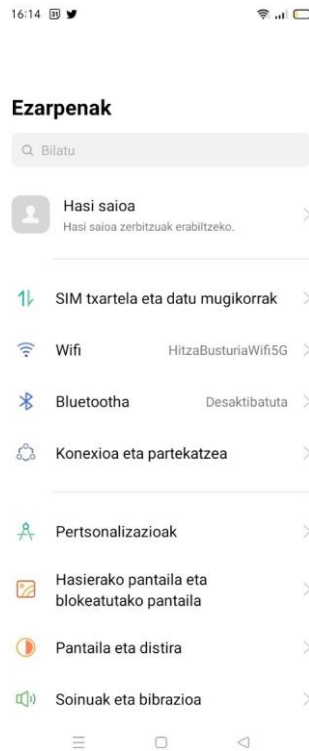 16:14 31
Ezarpenak
Bilatu
Hasi saioa
Hasi saioa zerbitzuak erabiltzeko.
SIM txartela eta datu mugikorrak
Wifi HitzaBusturiaWifi5G
Bluetootha Desaktibatuta
Konexioa eta partekatzea
Pertsonalizazioak
Hasierako pantaila eta
blokeatutako pantaila
Pantaila eta distira
Soinuak eta bibrazioa